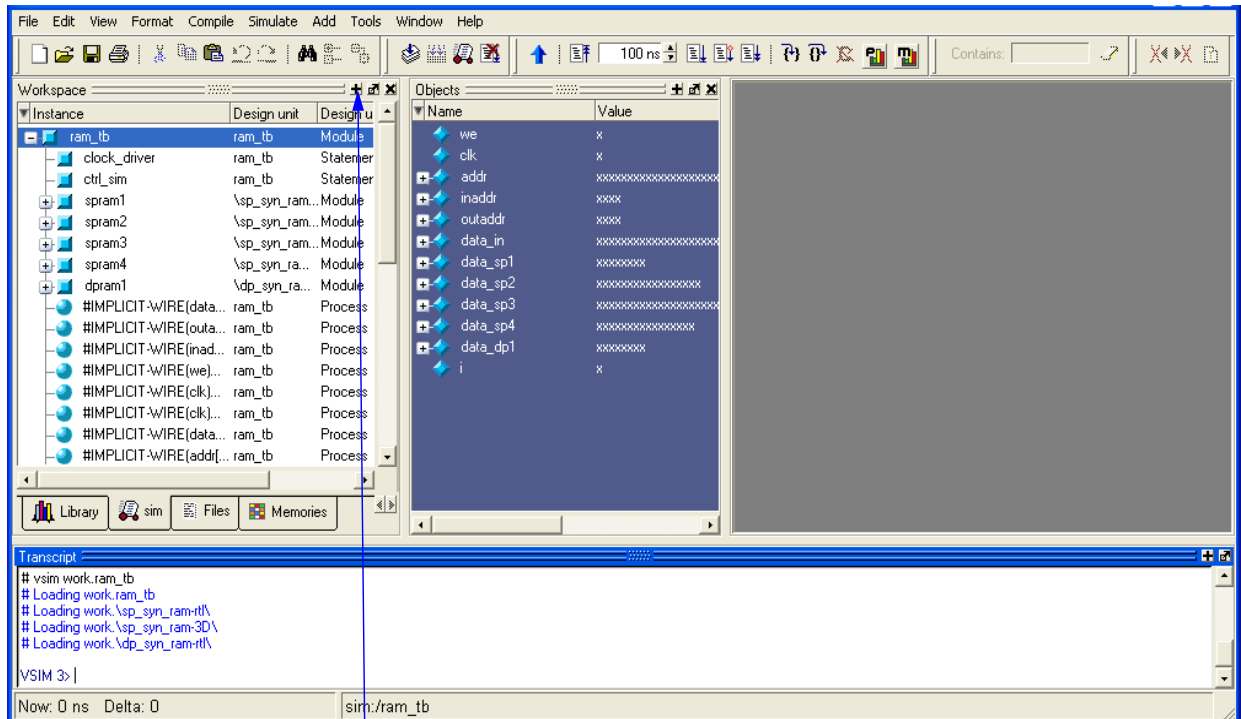 File Edit View Format Compile Simulate Add Tools Window Help
100 ns
Contains:
Workspace
Instance Design unit Design u
ram_tb ram_tb Module
clock_driver ram_tb Statemer
ctrl_sim ram_tb Statemer
spram1 \sp_syn_ram... Module
spram2 \sp_syn_ram... Module
spram3 \sp_syn_ram... Module
spram4 \sp_syn_ra... Module
dpram1 \dp_syn_ra... Module
#IMPLICIT-WIRE(data... ram_tb Process
#IMPLICIT-WIRE(outa... ram_tb Process
#IMPLICIT-WIRE(inad... ram_tb Process
#IMPLICIT-WIRE(we)... ram_tb Process
#IMPLICIT-WIRE(clk)... ram_tb Process
#IMPLICIT-WIRE(clk)... ram_tb Process
#IMPLICIT-WIRE(data... ram_tb Process
#IMPLICIT-WIRE(addr[... ram_tb Process
Library sim Files Memories
Objects
Name Value
we x
clk x
addr xxxxxxxxxxxxxxxxxxxx
inaddr xxxx
outaddr xxxx
data_in xxxxxxxxxxxxxxxxxxxx
data_sp1 xxxxxxxx
data_sp2 xxxxxxxxxxxxxxxxx
data_sp3 xxxxxxxxxxxxxxxxxxxx
data_sp4 xxxxxxxxxxxxxxxx
data_dp1 xxxxxxxx
i x
Transcript
# vsim work.ram_tb
# Loading work.ram_tb
# Loading work.\sp_syn_ram-rtl\
# Loading work.\sp_syn_ram-3D\
# Loading work.\dp_syn_ram-rtl\
VSIM 3>
Now: 0 ns Delta: 0 sim:/ram_tb